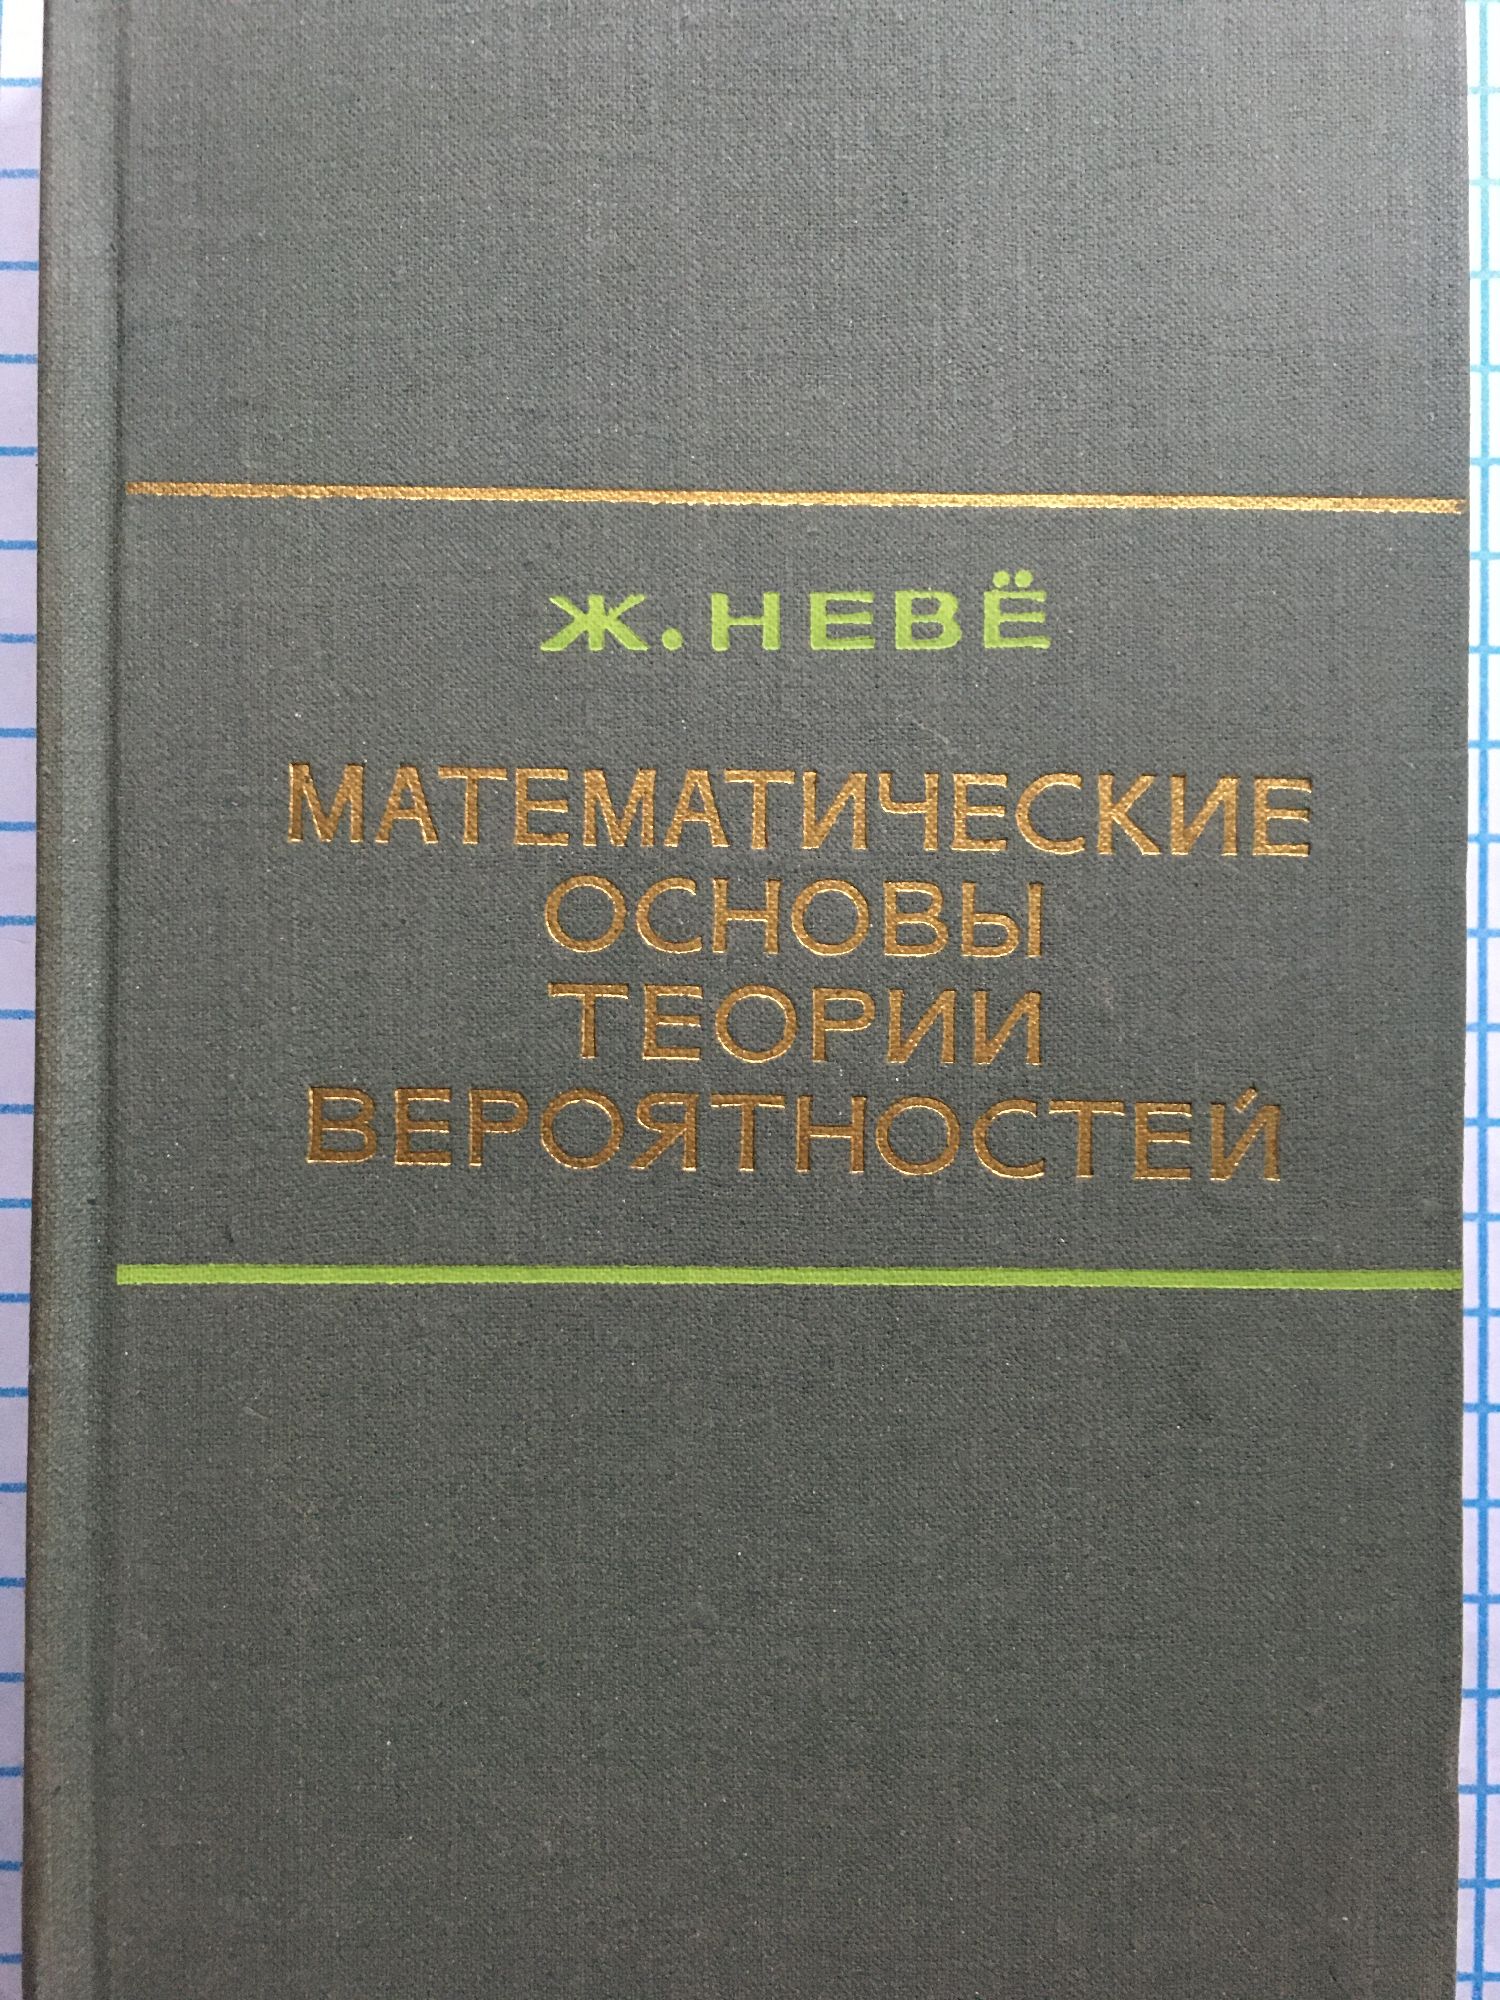 Ж. НЕВЁ
МАТЕМАТИЧЕСКИЕ
ОСНОВЫ
ТЕОРИИ
ВЕРОЯТНОСТЕЙ